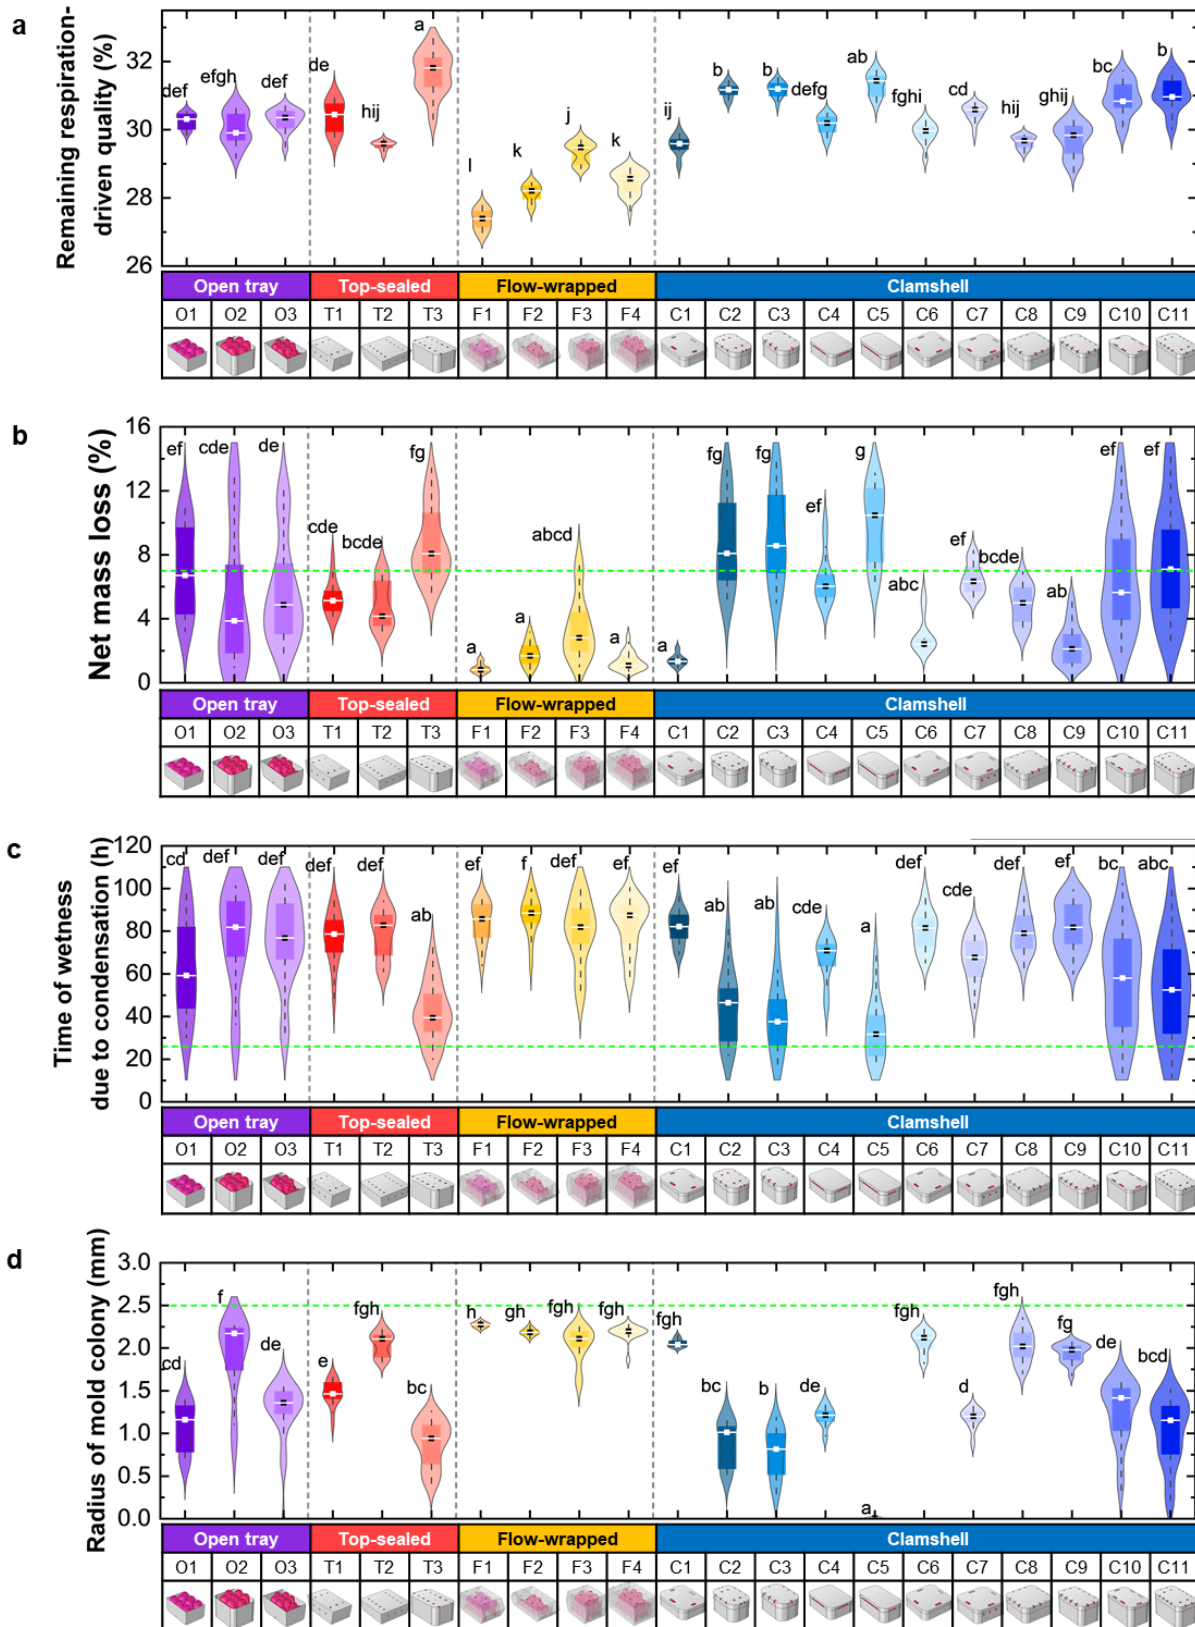 a
Remaining respiration-
driven quality (%)
32
30
28
26
def
efgh
def
de
hij
a
l
k
j
k
ij
b
b
defg
ab
fghi
cd
hij
ghij
bc
b
Open tray
Top-sealed
Flow-wrapped
Clamshell
O1 O2 O3 T1 T2 T3 F1 F2 F3 F4 C1 C2 C3 C4 C5 C6 C7 C8 C9 C10 C11
b
Net mass loss (%)
16
12
8
4
0
ef
cde
de
cde
bcde
fg
a
a
abcd
a
a
fg
fg
ef
g
abc
ef
bcde
ab
ef
ef
Open tray
Top-sealed
Flow-wrapped
Clamshell
O1 O2 O3 T1 T2 T3 F1 F2 F3 F4 C1 C2 C3 C4 C5 C6 C7 C8 C9 C10 C11
c
Time of wetness
due to condensation (h)
120
100
80
60
40
20
0
cd
def
def
def
def
ab
ef
f
def
ef
ef
ab
ab
cde
a
def
cde
def
ef
bc
abc
Open tray
Top-sealed
Flow-wrapped
Clamshell
O1 O2 O3 T1 T2 T3 F1 F2 F3 F4 C1 C2 C3 C4 C5 C6 C7 C8 C9 C10 C11
d
Radius of mold colony (mm)
3.0
2.5
2.0
1.5
1.0
0.5
0.0
cd
f
de
e
fgh
bc
h
gh
fgh
fgh
fgh
bc
b
de
a
fgh
d
fgh
fg
de
bcd
Open tray
Top-sealed
Flow-wrapped
Clamshell
O1 O2 O3 T1 T2 T3 F1 F2 F3 F4 C1 C2 C3 C4 C5 C6 C7 C8 C9 C10 C11